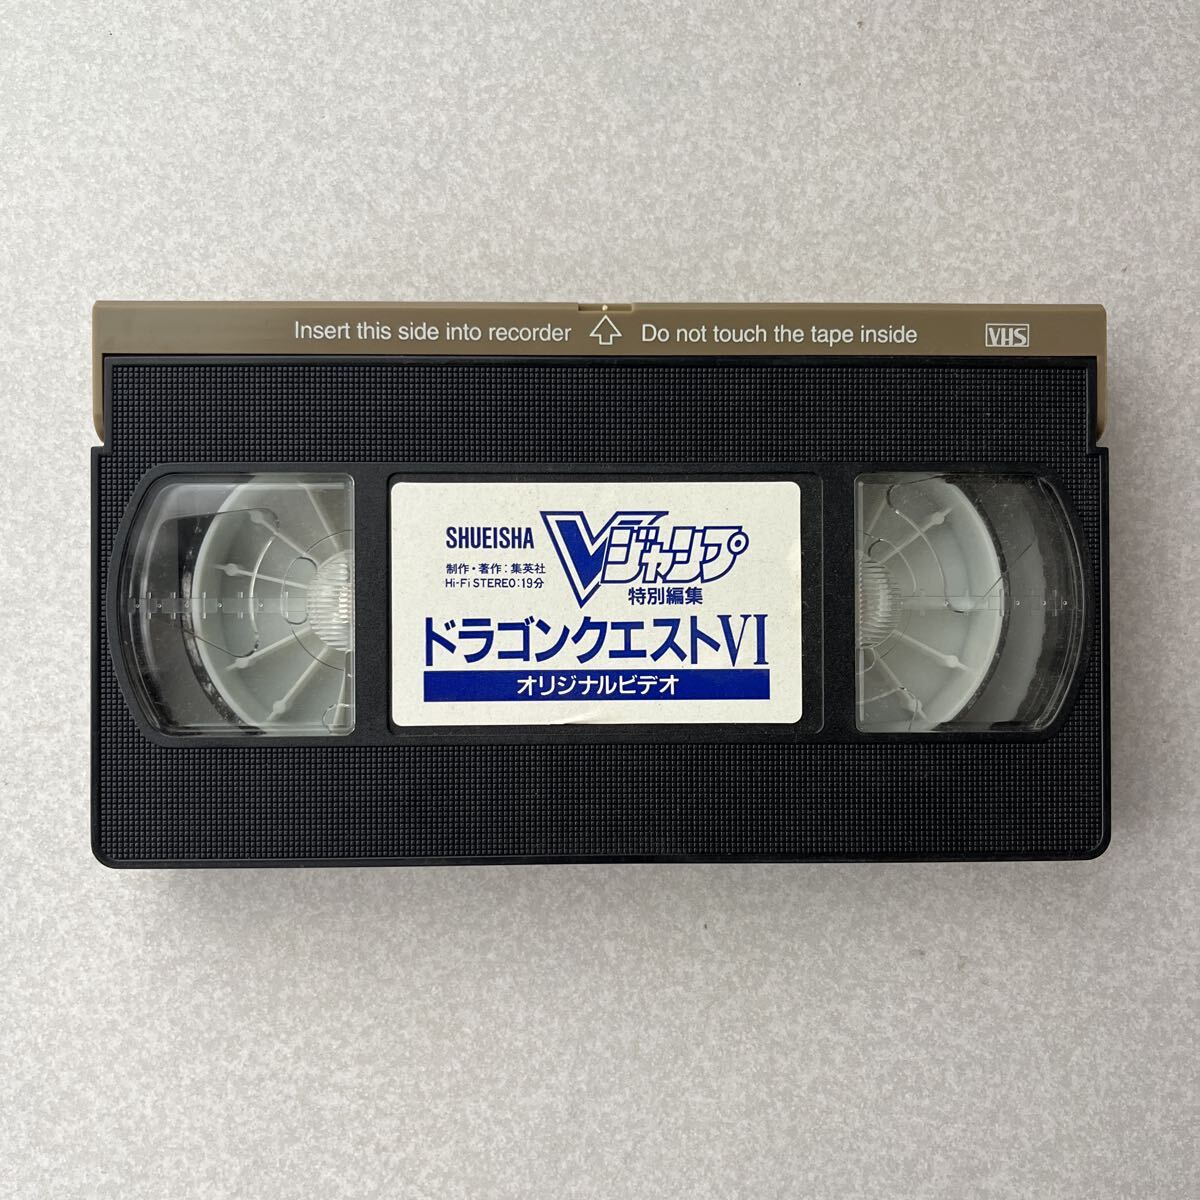 Insert this side into recorder Do not touch the tape inside VHS
SHUEISHA Vジャンプ
制作・著作:集英社
Hi-Fi STEREO:19分
特別編集
ドラゴンクエストVI
オリジナルビデオ